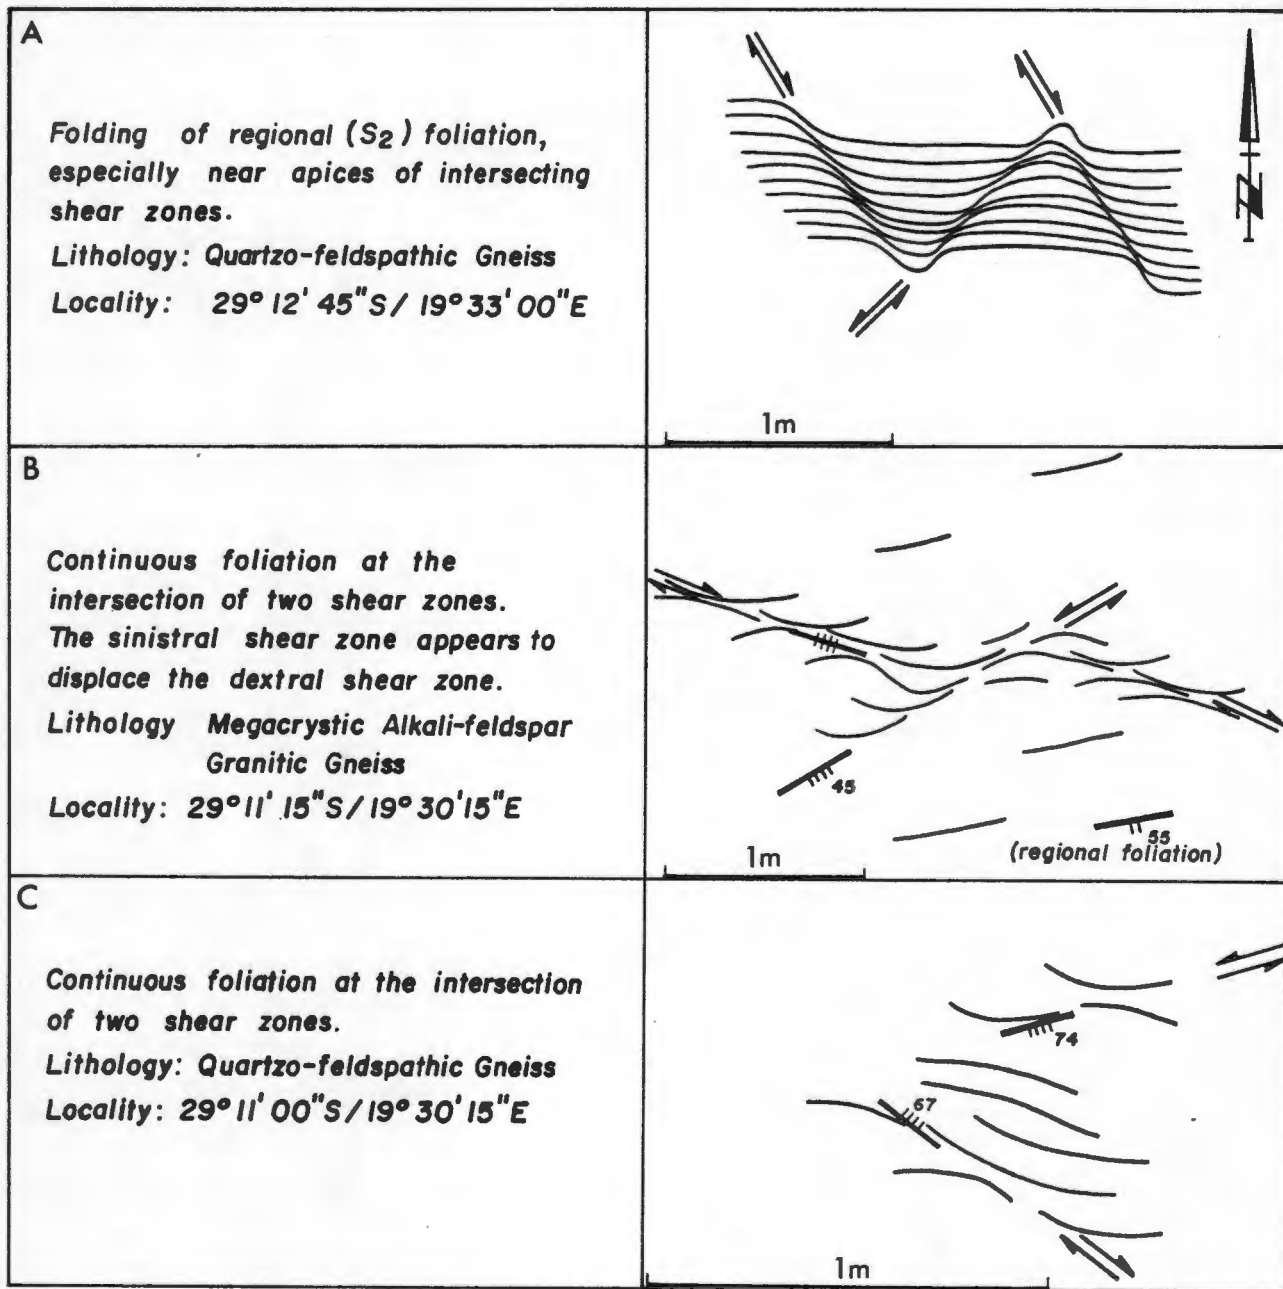 A
Folding of regional (S2) foliation,
especially near apices of intersecting
shear zones.
Lithology: Quartzo-feldspathic Gneiss
Locality: 29° 12' 45"S / 19° 33' 00"E
N
1m
B
Continuous foliation at the
intersection of two shear zones.
The sinistral shear zone appears to
displace the dextral shear zone.
Lithology Megacrystic Alkali-feldspar
Granitic Gneiss
Locality: 29° 11' 15"S / 19° 30' 15"E
45
55
(regional foliation)
1m
C
Continuous foliation at the intersection
of two shear zones.
Lithology: Quartzo-feldspathic Gneiss
Locality: 29° 11' 00"S / 19° 30' 15"E
74
67
1m